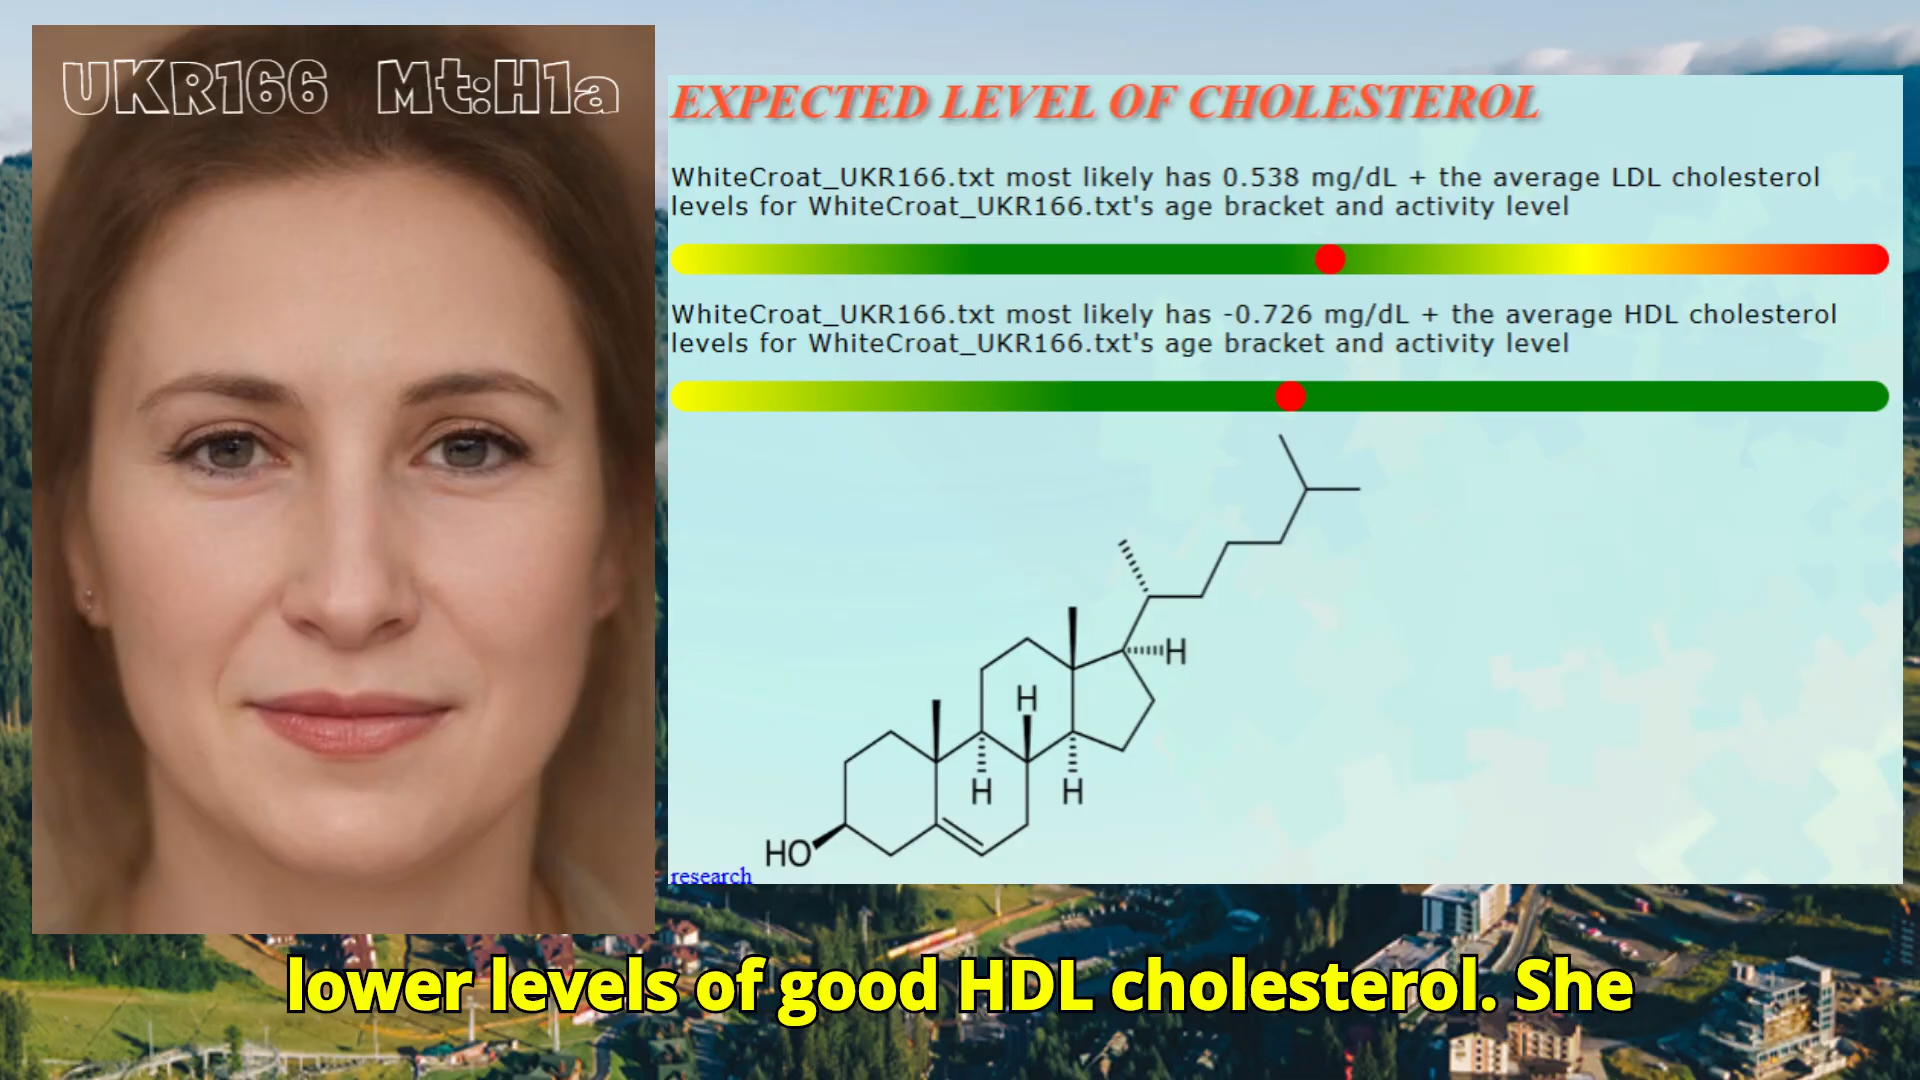 UKR166 Mt:H1a
EXPECTED LEVEL OF CHOLESTEROL
WhiteCroat_UKR166.txt most likely has 0.538 mg/dL + the average LDL cholesterol
levels for WhiteCroat_UKR166.txt's age bracket and activity level
WhiteCroat_UKR166.txt most likely has -0.726 mg/dL + the average HDL cholesterol
levels for WhiteCroat_UKR166.txt's age bracket and activity level
H
H
H
H
HO
research
lower levels of good HDL cholesterol. She